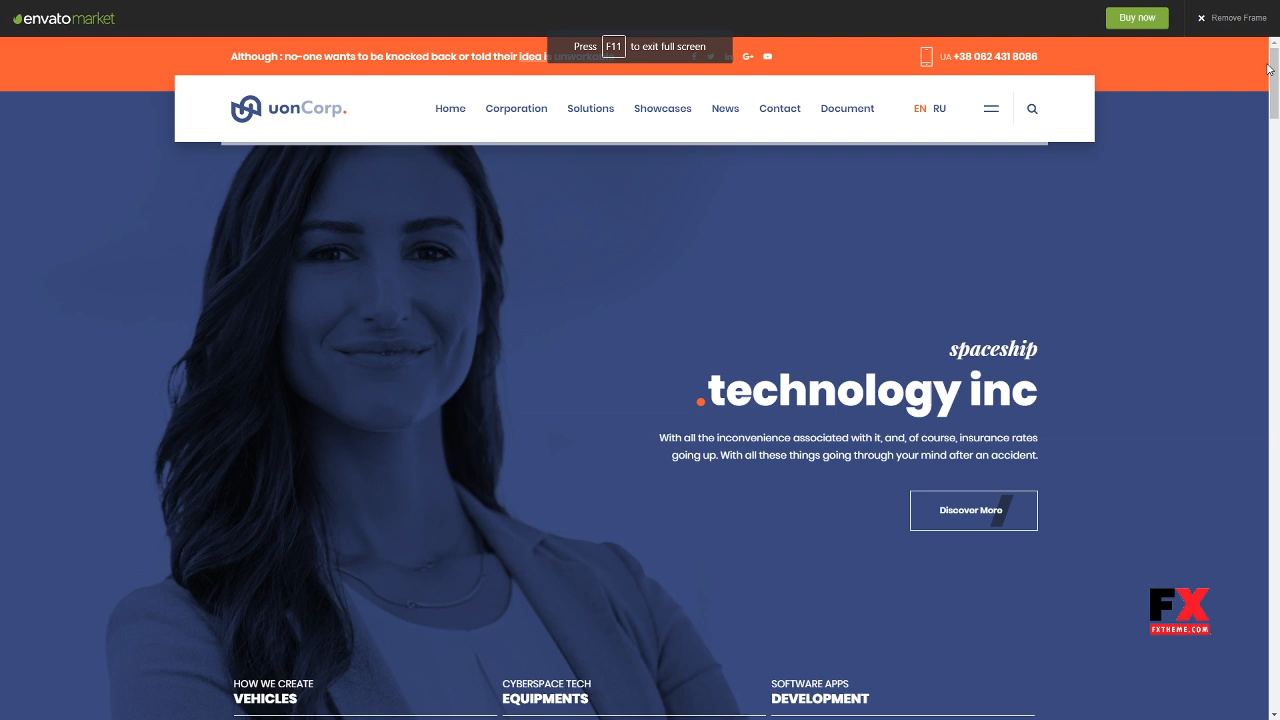 envato market
Buy now
Remove Frame
Press F11 to exit full screen
Although : no-one wants to be knocked back or told their idea is
UA +38 062 431 8086
uonCorp.
Home
Corporation
Solutions
Showcases
News
Contact
Document
EN
RU
spaceship
.technology inc
With all the inconvenience associated with it, and, of course, insurance rates
going up. With all these things going through your mind after an accident.
Discover More
FX
FXTHEME.COM
HOW WE CREATE
VEHICLES
CYBERSPACE TECH
EQUIPMENTS
SOFTWARE APPS
DEVELOPMENT